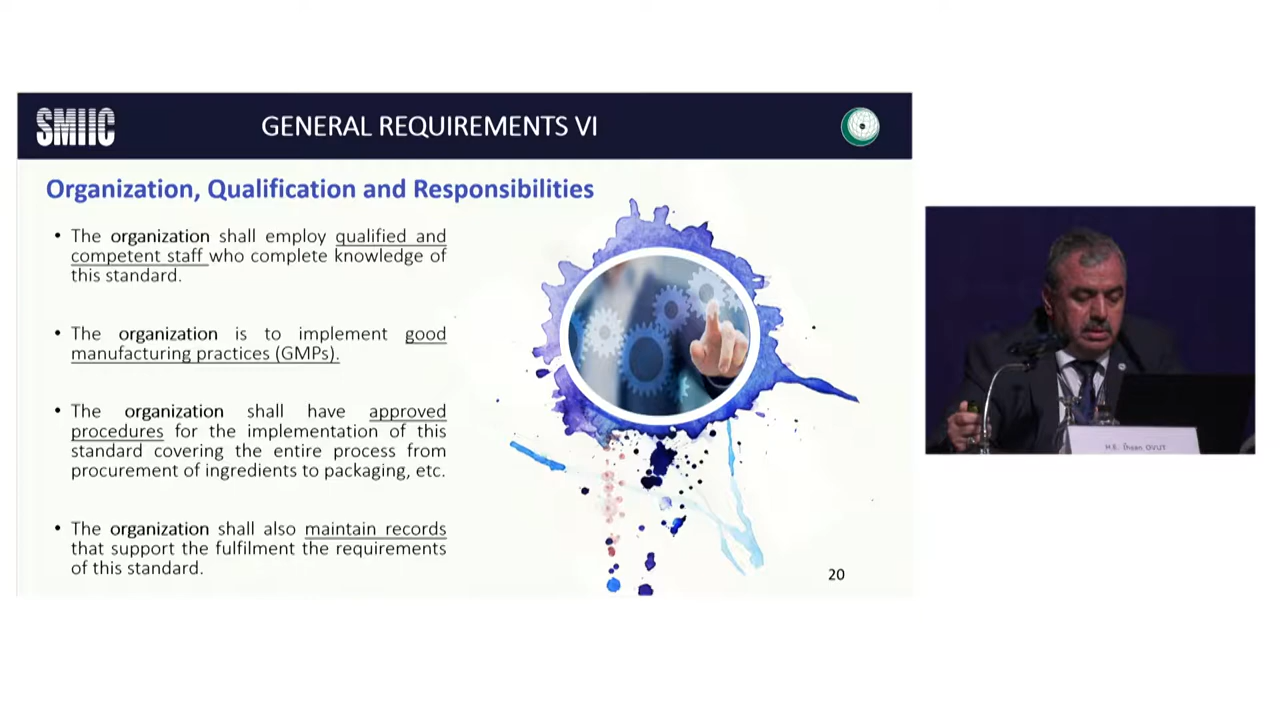 SMIIC
GENERAL REQUIREMENTS VI
Organization, Qualification and Responsibilities
• The organization shall employ qualified and
competent staff who complete knowledge of
this standard.
• The organization is to implement good
manufacturing practices (GMPs).
• The organization shall have approved
procedures for the implementation of this
standard covering the entire process from
procurement of ingredients to packaging, etc.
• The organization shall also maintain records
that support the fulfilment the requirements
of this standard.
20
H.E. İhsan OVUT